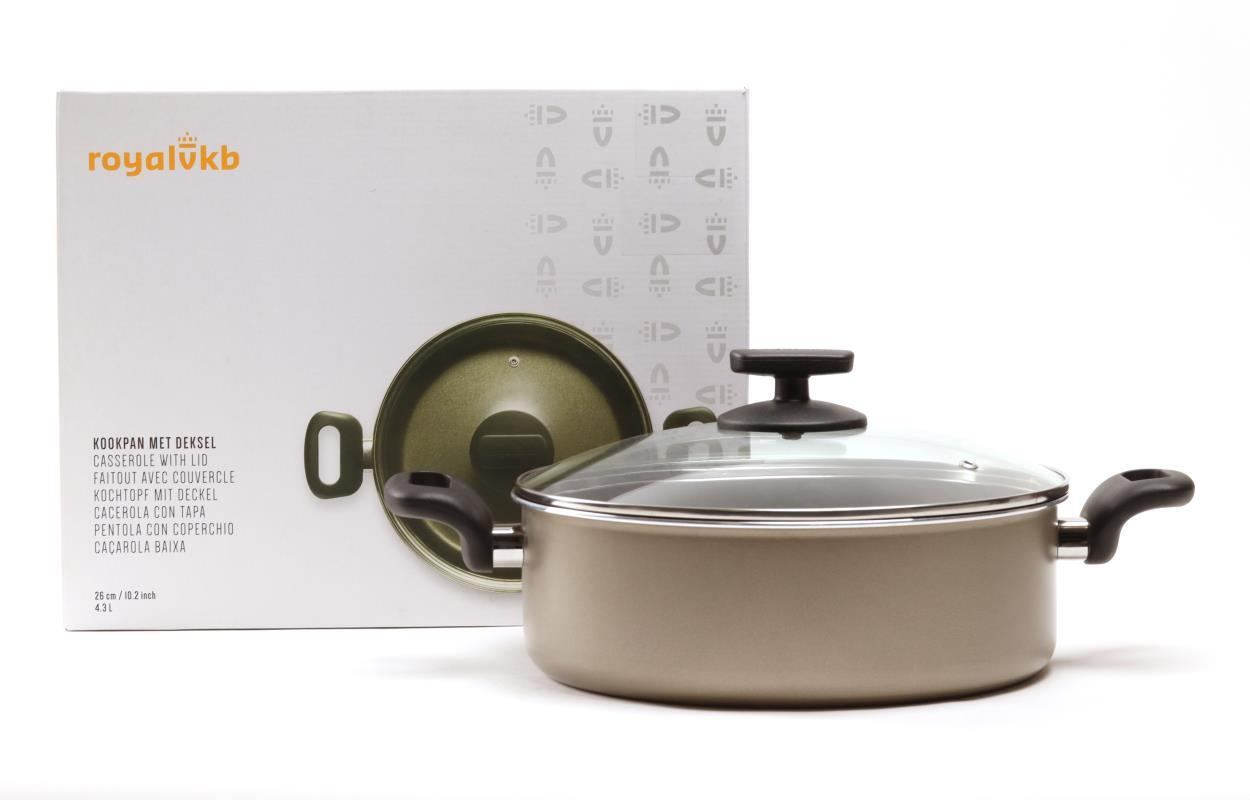 royalvkb
KOOKPAN MET DEKSEL
CASSEROLE WITH LID
FAITOUT AVEC COUVERCLE
KOCHTOPF MIT DECKEL
CACEROLA CON TAPA
PENTOLA CON COPERCHIO
CAÇAROLA BAIXA
26 cm / 10.2 inch
4.3 L